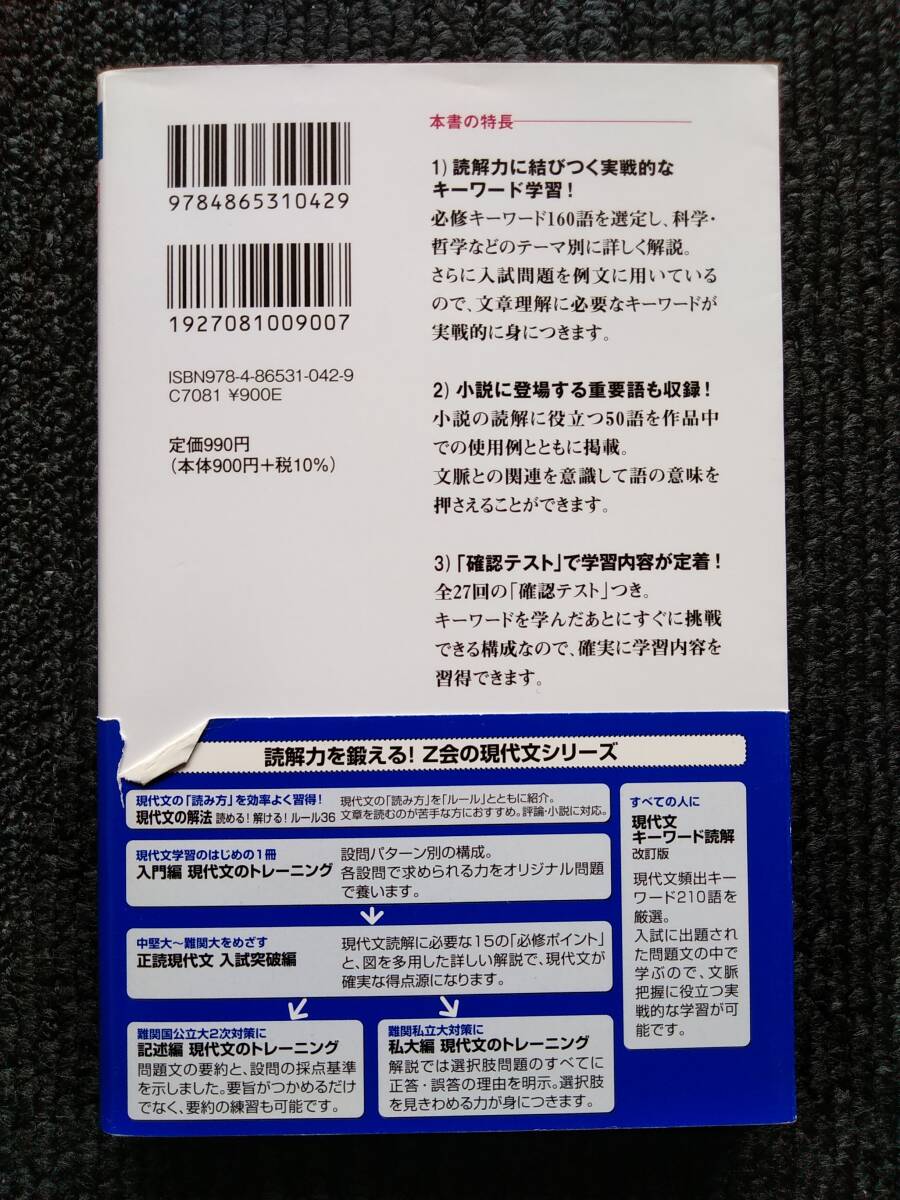 9784865310429
1927081009007
ISBN978-4-86531-042-9
C7081 ¥900E
定価990円
(本体900円+税10%)
本書の特長
1) 読解力に結びつく実戦的な
キーワード学習!
必修キーワード160語を選定し、科学・
哲学などのテーマ別に詳しく解説。
さらに入試問題を例文に用いている
ので、文章理解に必要なキーワードが
実戦的に身につきます。
2) 小説に登場する重要語も収録!
小説の読解に役立つ50語を作品中
での使用例とともに掲載。
文脈との関連を意識して語の意味を
押さえることができます。
3)「確認テスト」で学習内容が定着!
全27回の「確認テスト」つき。
キーワードを学んだあとにすぐに挑戦
できる構成なので、確実に学習内容を
習得できます。
読解力を鍛える! Z会の現代文シリーズ
現代文の「読み方」を効率よく習得!
現代文の解法 読める! 解ける! ルール36
現代文の「読み方」を「ルール」とともに紹介。
文章を読むのが苦手な方におすすめ。評論・小説に対応。
現代文学習のはじめの1冊
入門編 現代文のトレーニング
設問パターン別の構成。
各設問で求められる力をオリジナル問題
で養います。
中堅大~難関大をめざす
正読現代文 入試突破編
現代文読解に必要な15の「必修ポイント」
と、図を多用した詳しい解説で、現代文が
確実な得点源になります。
難関国公立大2次対策に
記述編 現代文のトレーニング
問題文の要約と、設問の採点基準
を示しました。要旨がつかめるだけ
でなく、要約の練習も可能です。
難関私立大対策に
私大編 現代文のトレーニング
解説では選択肢問題のすべてに
正答・誤答の理由を明示。選択肢
を見きわめる力が身につきます。
すべての人に
現代文
キーワード読解
改訂版
現代文頻出キー
ワード210語を
厳選。
入試に出題され
た問題文の中で
学ぶので、文脈
把握に役立つ実
戦的な学習が可
能です。